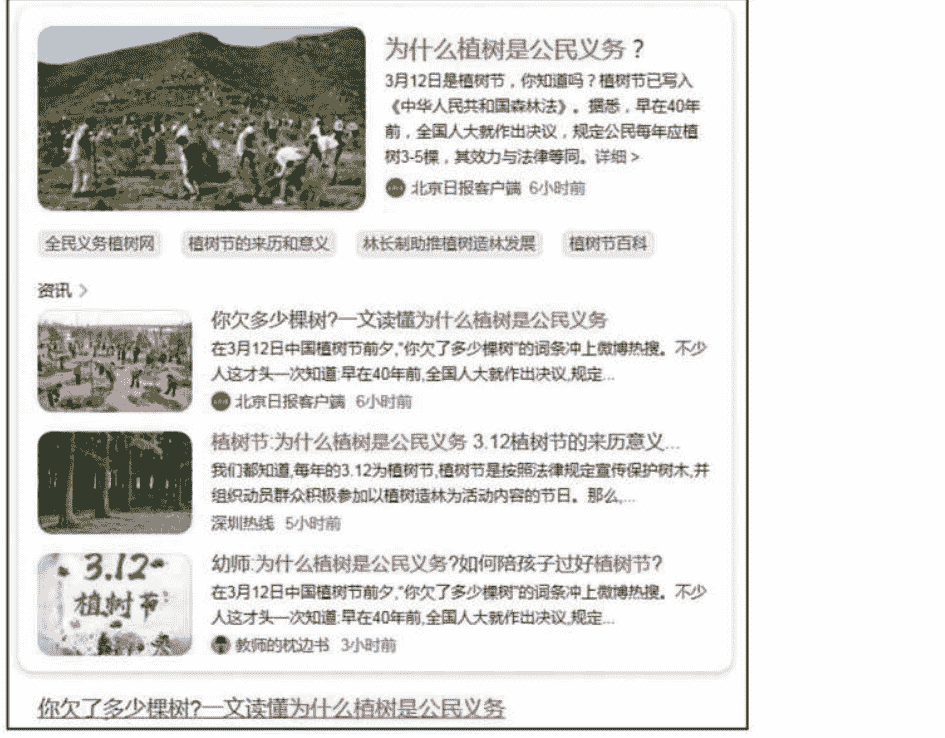 为什么植树是公民义务？
3月12日是植树节，你知道吗？植树节已写入
《中华人民共和国森林法》。据悉，早在40年
前，全国人大就作出决议，规定公民每年应植
树3-5棵，其效力与法律等同。详细 >
北京日报客户端 6小时前
全民义务植树网 植树节的来历和意义 林长制助推植树造林发展 植树节百科
资讯 >
你欠多少棵树?一文读懂为什么植树是公民义务
在3月12日中国植树节前夕,"你欠了多少棵树"的词条冲上微博热搜。不少
人这才头一次知道:早在40年前,全国人大就作出决议,规定...
北京日报客户端 6小时前
植树节:为什么植树是公民义务 3.12植树节的来历意义...
我们都知道,每年的3.12为植树节,植树节是按照法律规定宣传保护树木,并
组织动员群众积极参加以植树造林为活动内容的节日。那么,...
深圳热线 5小时前
3.12
植树节
幼师:为什么植树是公民义务?如何陪孩子过好植树节?
在3月12日中国植树节前夕,"你欠了多少棵树"的词条冲上微博热搜。不少
人这才头一次知道:早在40年前,全国人大就作出决议,规定...
教师的枕边书 3小时前
你欠了多少棵树?一文读懂为什么植树是公民义务